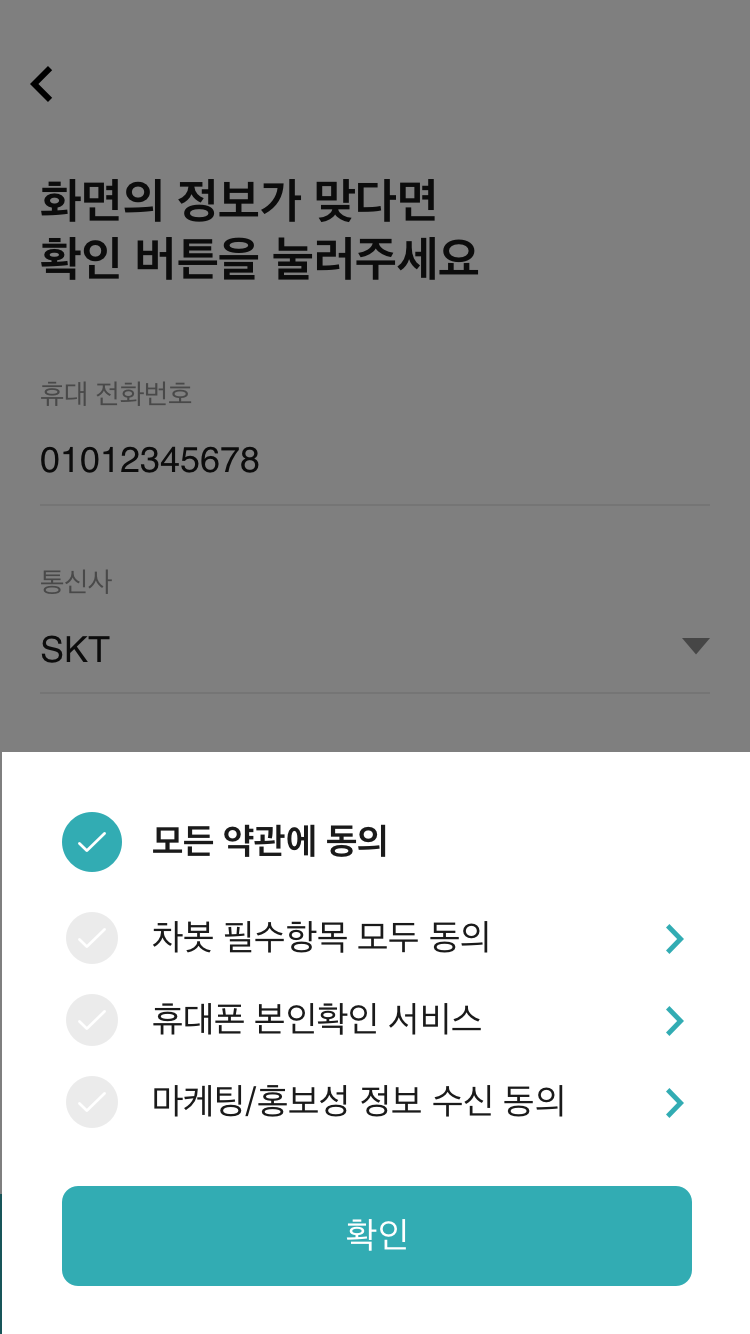 화면의 정보가 맞다면
확인 버튼을 눌러주세요
휴대 전화번호
01012345678
통신사
SKT
모든 약관에 동의
차봇 필수항목 모두 동의
휴대폰 본인확인 서비스
마케팅/홍보성 정보 수신 동의
확인